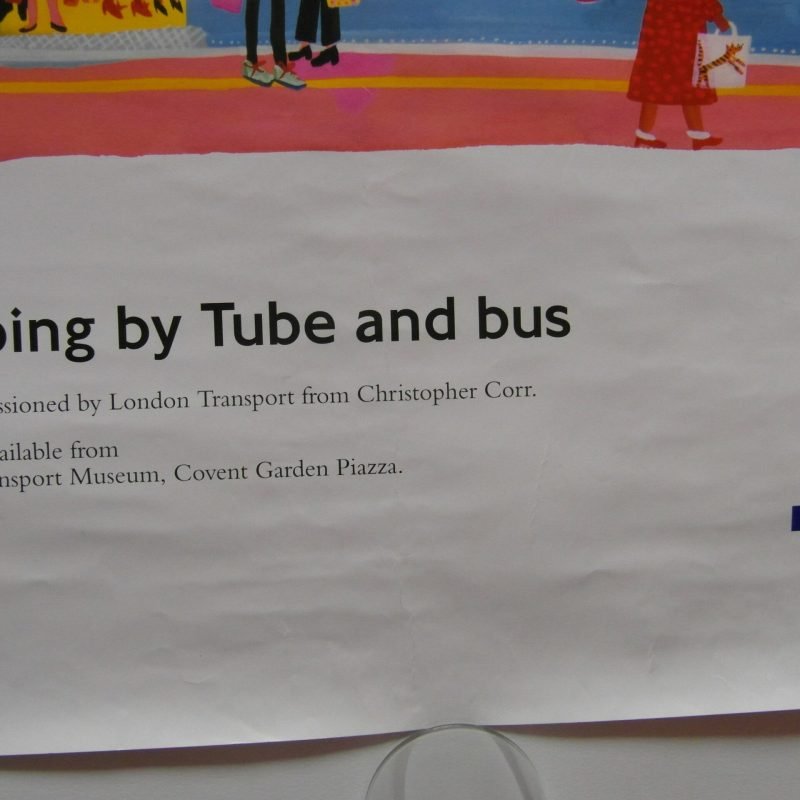 ping by Tube and bus
ssioned by London Transport from Christopher Corr.
ailable from
nsport Museum, Covent Garden Piazza.